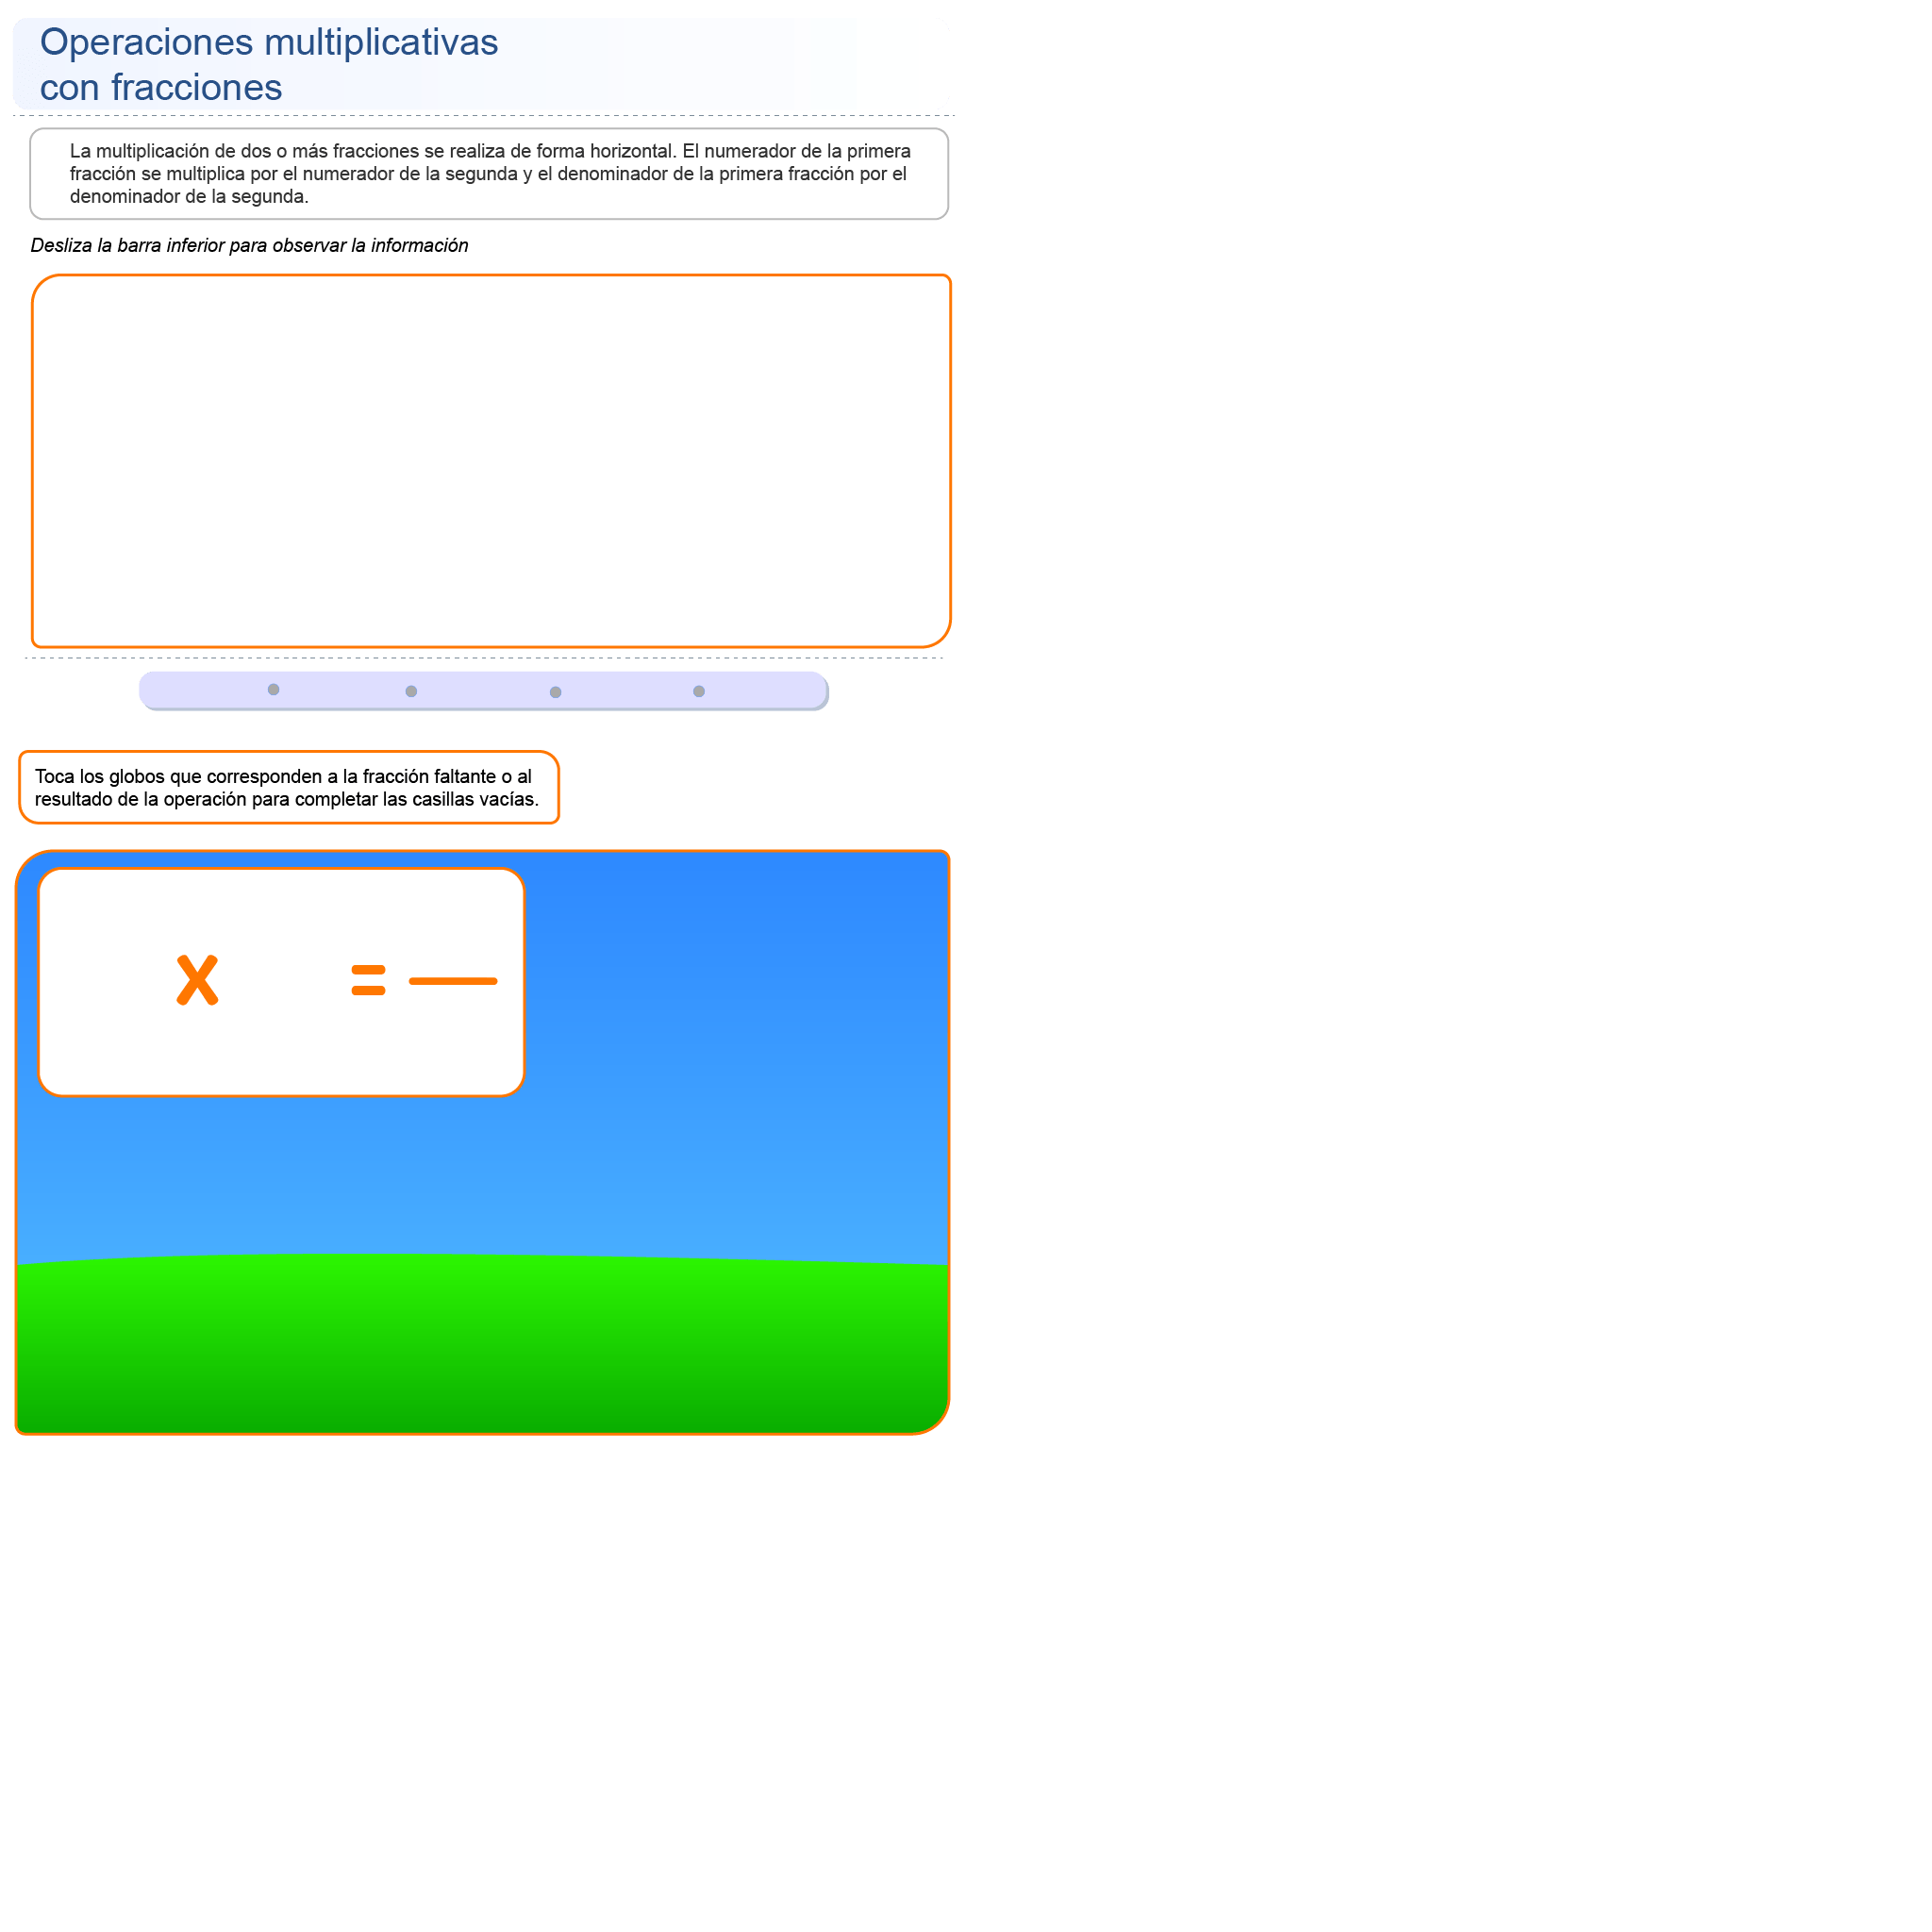 Operaciones multiplicativas
con fracciones
La multiplicación de dos o más fracciones se realiza de forma horizontal. El numerador de la primera
fracción se multiplica por el numerador de la segunda y el denominador de la primera fracción por el
denominador de la segunda.
Desliza la barra inferior para observar la información
Toca los globos que corresponden a la fracción faltante o al
resultado de la operación para completar las casillas vacías.
x =